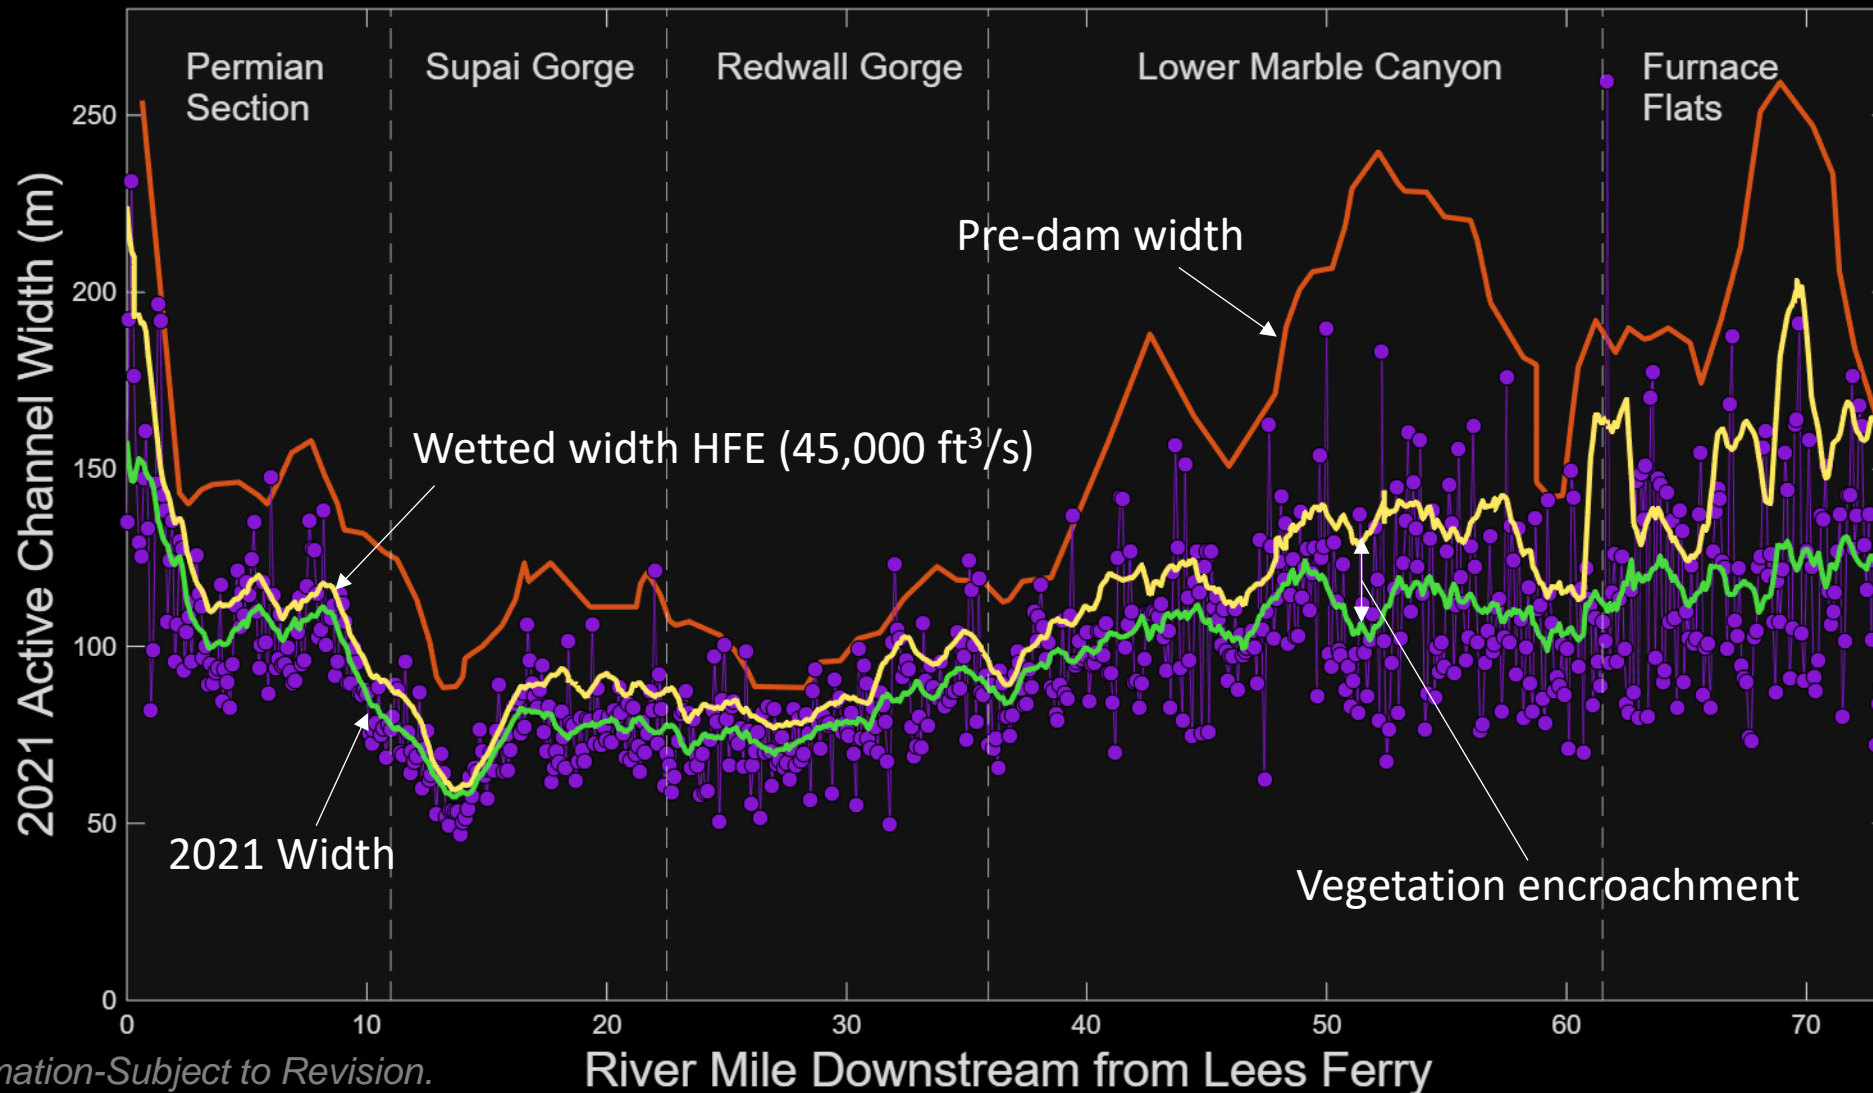 Permian
Section
Supai Gorge
Redwall Gorge
Lower Marble Canyon
Furnace
Flats
250
200
150
100
50
0
2021 Active Channel Width (m)
Pre-dam width
Wetted width HFE (45,000 ft³/s)
2021 Width
Vegetation encroachment
0 10 20 30 40 50 60 70
River Mile Downstream from Lees Ferry
mation-Subject to Revision.